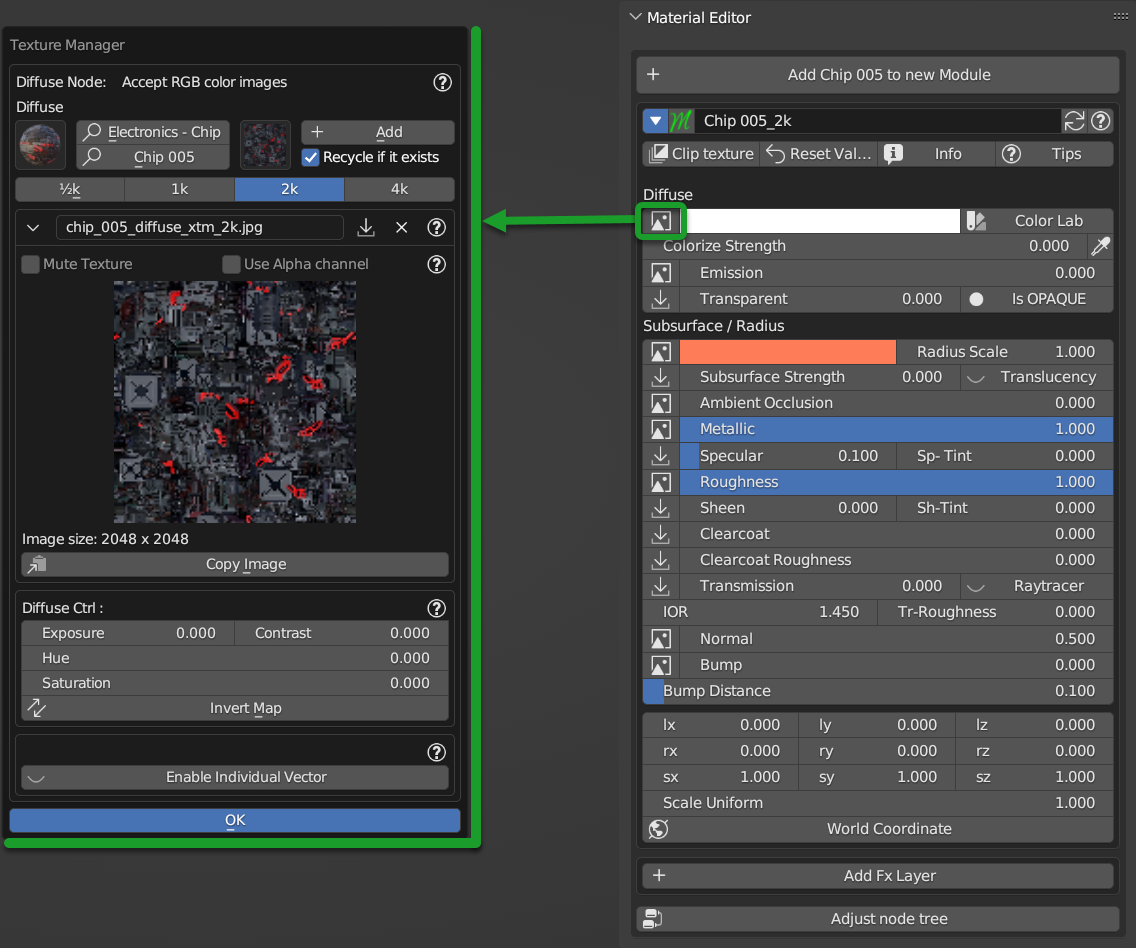 Texture Manager
Diffuse Node: Accept RGB color images
Diffuse
Electronics - Chip
Add
Chip 005
Recycle if it exists
½k 1k 2k 4k
chip_005_diffuse_xtm_2k.jpg
Mute Texture Use Alpha channel
Image size: 2048 x 2048
Copy Image
Diffuse Ctrl :
Exposure 0.000 Contrast 0.000
Hue 0.000
Saturation 0.000
Invert Map
Enable Individual Vector
OK
Material Editor
Add Chip 005 to new Module
Chip 005_2k
Clip texture Reset Val... Info Tips
Diffuse
Color Lab
Colorize Strength 0.000
Emission 0.000
Transparent 0.000 Is OPAQUE
Subsurface / Radius
Radius Scale 1.000
Subsurface Strength 0.000 Translucency
Ambient Occlusion 0.000
Metallic 1.000
Specular 0.100 Sp- Tint 0.000
Roughness 1.000
Sheen 0.000 Sh-Tint 0.000
Clearcoat 0.000
Clearcoat Roughness 0.000
Transmission 0.000 Raytracer
IOR 1.450 Tr-Roughness 0.000
Normal 0.500
Bump 0.000
Bump Distance 0.100
lx 0.000 ly 0.000 lz 0.000
rx 0.000 ry 0.000 rz 0.000
sx 1.000 sy 1.000 sz 1.000
Scale Uniform 1.000
World Coordinate
Add Fx Layer
Adjust node tree